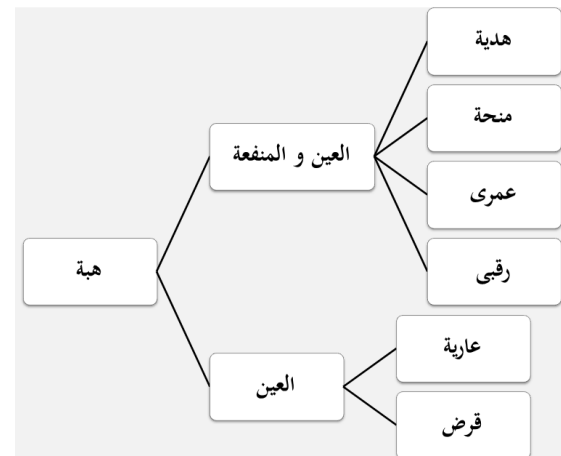 هبة
العين و المنفعة
هدية
منحة
عمرى
رقبى
العين
عارية
قرض